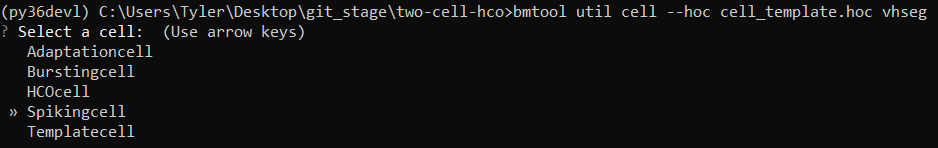 (py36devl) C:\Users\Tyler\Desktop\git_stage\two-cell-hco>bmtool util cell --hoc cell_template.hoc vhseg
? Select a cell:  (Use arrow keys)
   Adaptationcell
   Burstingcell
   HCOcell
 » Spikingcell
   Templatecell